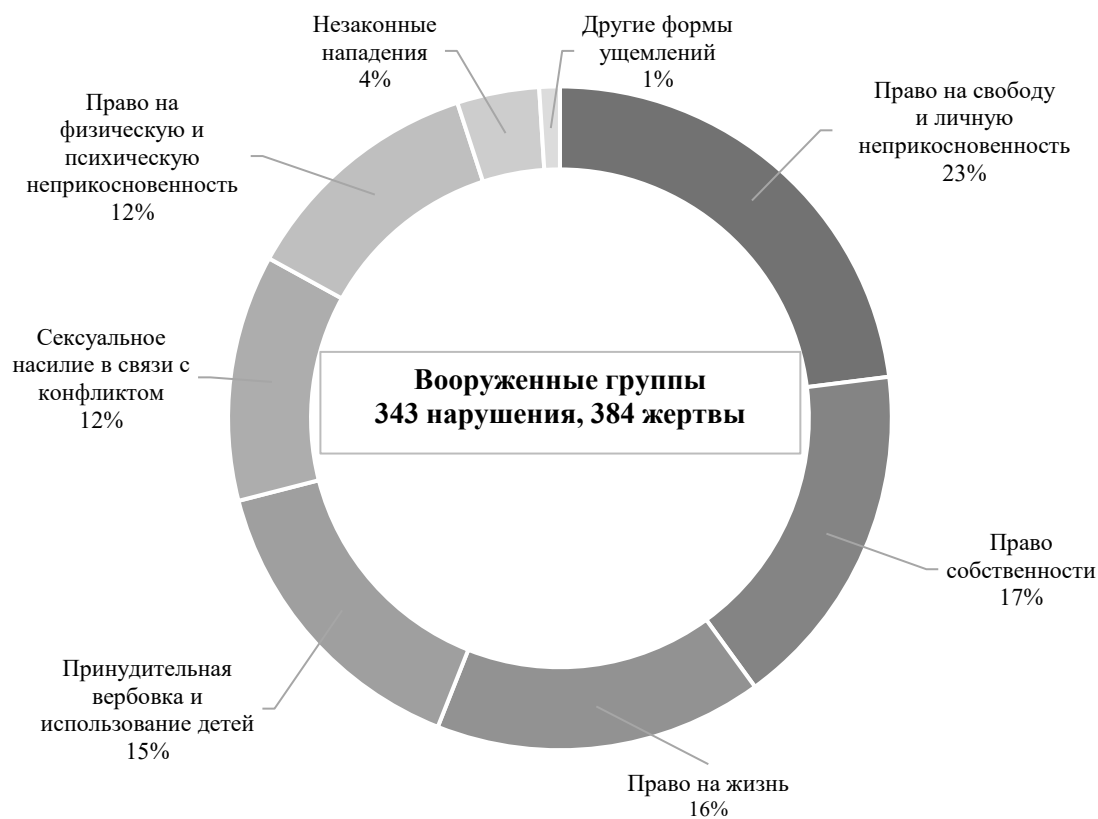 Незаконные
нападения
4%
Другие формы
ущемлений
1%
Право на свободу
и личную
неприкосновенность
23%
Право на
физическую и
психическую
неприкосновенность
12%
Сексуальное
насилие в связи с
конфликтом
12%
Вооруженные группы
343 нарушения, 384 жертвы
Право
собственности
17%
Принудительная
вербовка и
использование детей
15%
Право на жизнь
16%